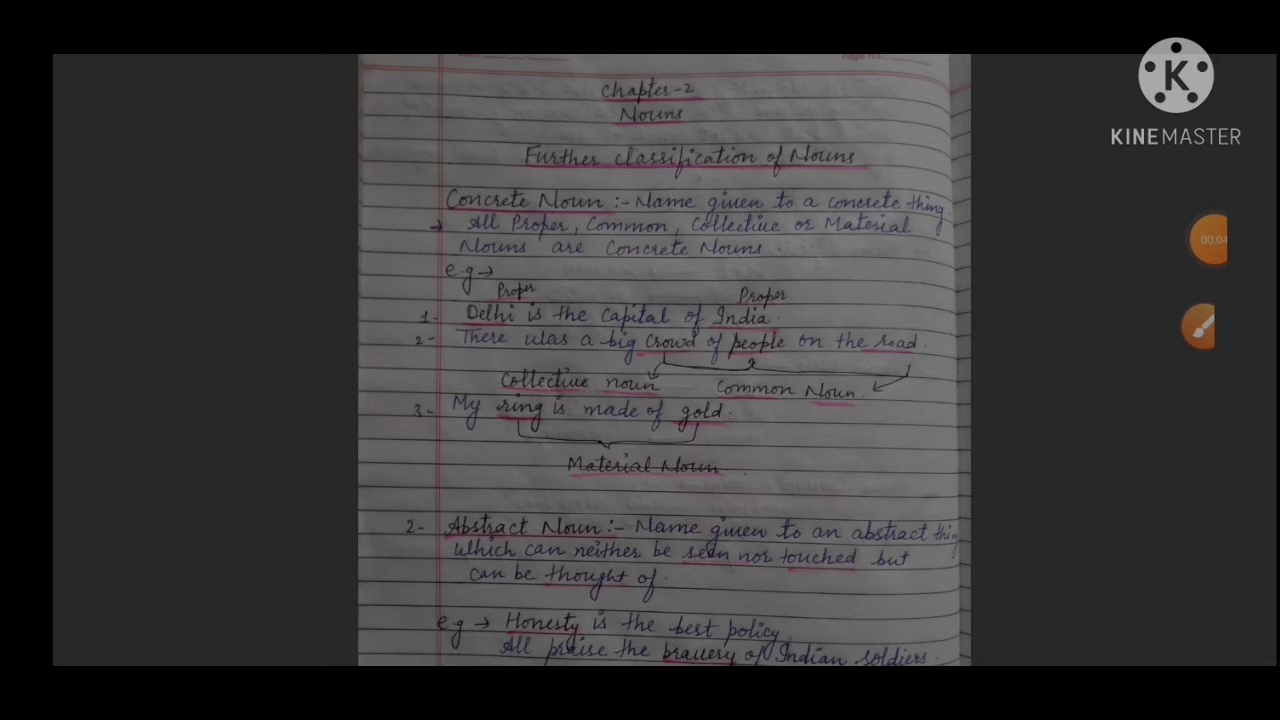 Chapter-2
Nouns
Further classification of Nouns
Concrete Noun :- Name given to a concrete thing.
→ All Proper, Common, Collective or Material
Nouns are Concrete Nouns.
e.g →
Proper Proper
1- Delhi is the capital of India.
2- There was a big crowd of people on the road.
Collective noun Common Noun.
3- My ring is made of gold.
Material Noun
2- Abstract Noun :- Name given to an abstract thin
which can neither be seen nor touched but
can be thought of.
e.g → Honesty is the best policy.
All praise the bravery of Indian soldiers.
K
KINEMASTER
00:04